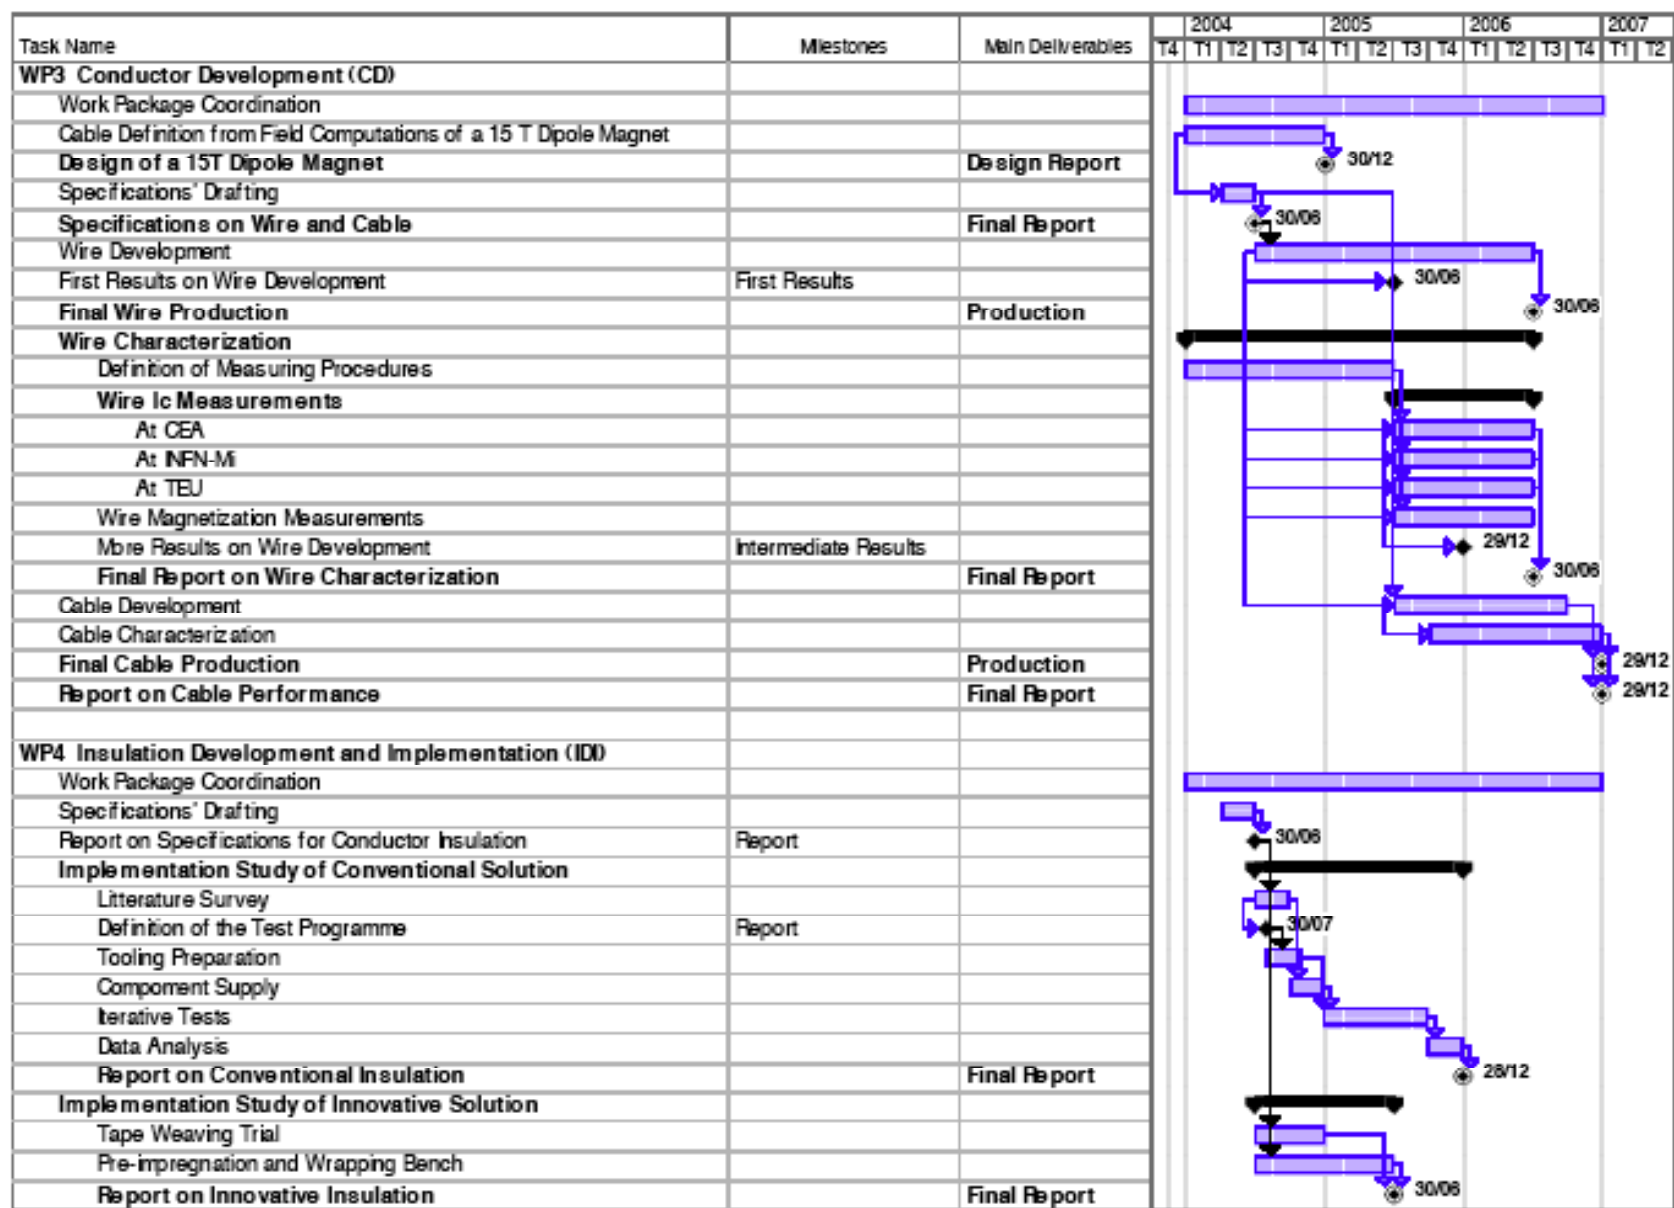 2004 2005 2006 2007
Task Name Milestones Main Deliverables T4 T1 T2 T3 T4 T1 T2 T3 T4 T1 T2 T3 T4 T1 T2
WP3 Conductor Development (CD)
Work Package Coordination
Cable Definition from Field Computations of a 15 T Dipole Magnet
Design of a 15T Dipole Magnet Design Report 30/12
Specifications' Drafting
Specifications on Wire and Cable Final Report 30/06
Wire Development
First Results on Wire Development First Results 30/06
Final Wire Production Production 30/06
Wire Characterization
Definition of Measuring Procedures
Wire Ic Measurements
At CEA
At INFN-Mi
At TEU
Wire Magnetization Measurements
More Results on Wire Development Intermediate Results 29/12
Final Report on Wire Characterization Final Report 30/06
Cable Development
Cable Characterization
Final Cable Production Production 29/12
Report on Cable Performance Final Report 29/12
WP4 Insulation Development and Implementation (IDI)
Work Package Coordination
Specifications' Drafting
Report on Specifications for Conductor Insulation Report 30/06
Implementation Study of Conventional Solution
Litterature Survey
Definition of the Test Programme Report 30/07
Tooling Preparation
Compoment Supply
Iterative Tests
Data Analysis
Report on Conventional Insulation Final Report 28/12
Implementation Study of Innovative Solution
Tape Weaving Trial
Pre-impregnation and Wrapping Bench
Report on Innovative Insulation Final Report 30/06